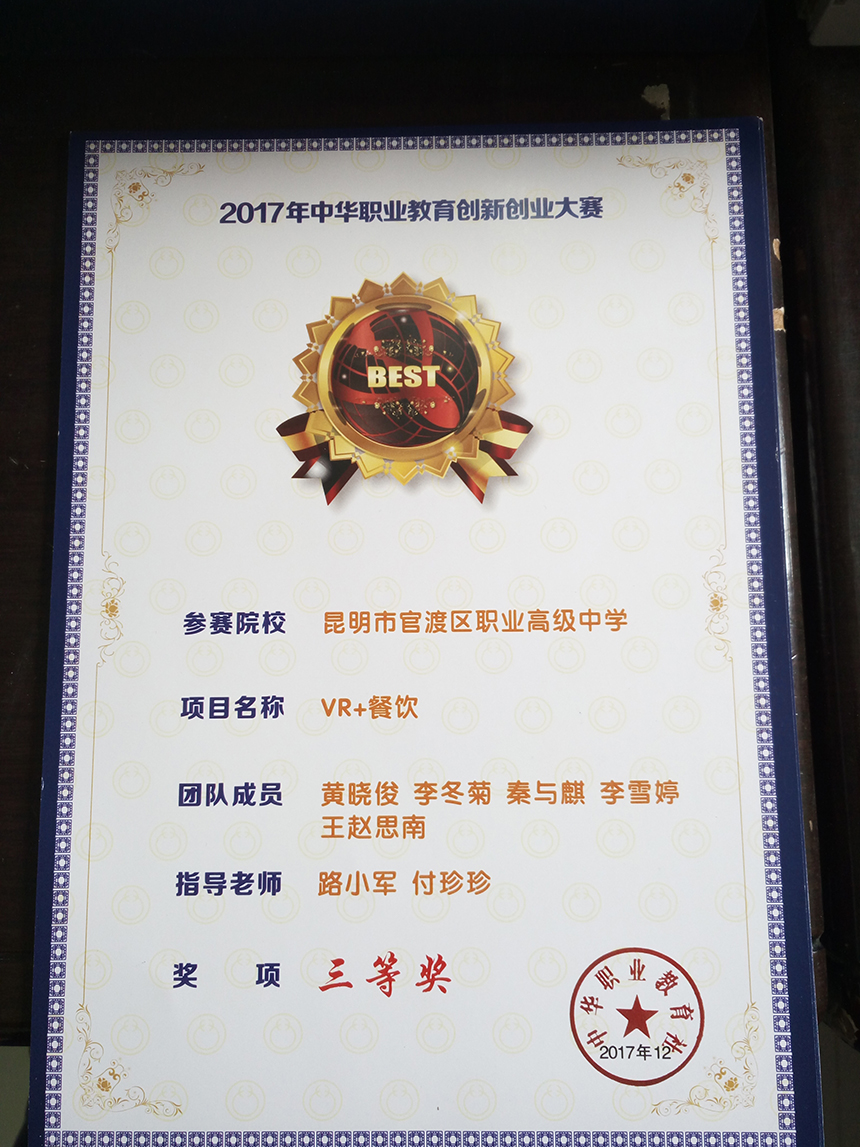 2017年中华职业教育创新创业大赛
BEST
参赛院校 昆明市官渡区职业高级中学
项目名称 VR+餐饮
团队成员 黄晓俊 李冬菊 秦与麒 李雪婷
王赵思南
指导老师 路小军 付珍珍
奖 项 三等奖
中华职业教育社
2017年12